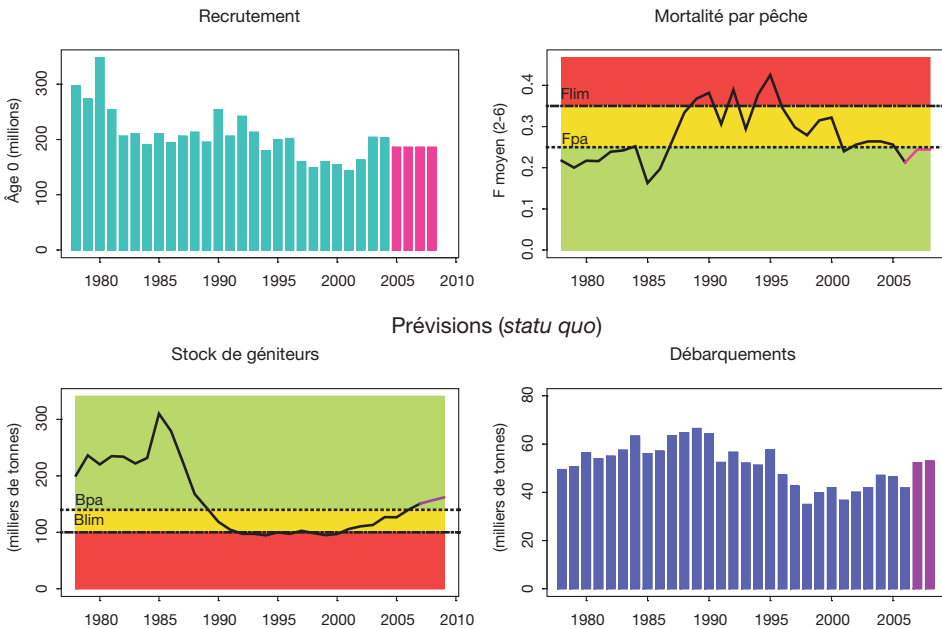 Recrutement
Âge 0 (millions)
0 100 200 300
1980 1985 1990 1995 2000 2005 2010
Mortalité par pêche
F moyen (2-6)
0.0 0.1 0.2 0.3 0.4
Flim
Fpa
1980 1985 1990 1995 2000 2005
Prévisions (statu quo)
Stock de géniteurs
(milliers de tonnes)
0 100 200 300
Bpa
Blim
1980 1985 1990 1995 2000 2005 2010
Débarquements
(milliers de tonnes)
0 20 40 60 80
1980 1985 1990 1995 2000 2005